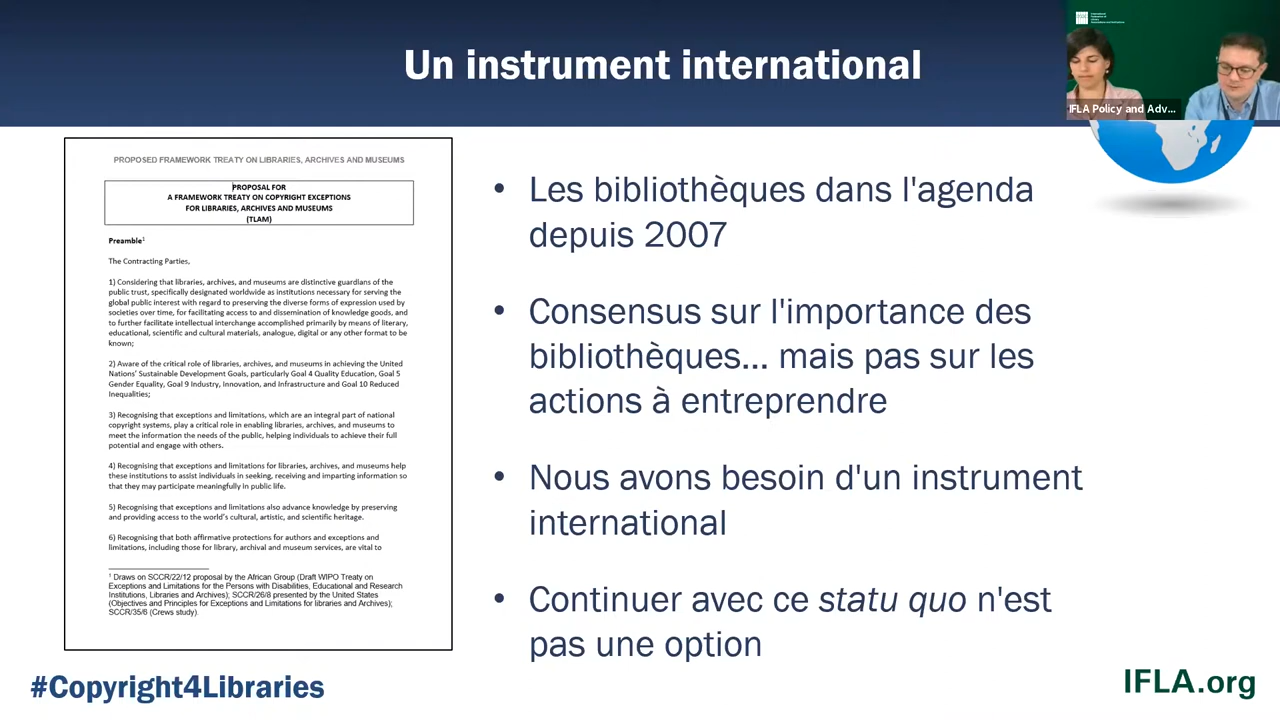 Un instrument international
IFLA Policy and Adv...
PROPOSED FRAMEWORK TREATY ON LIBRARIES, ARCHIVES AND MUSEUMS
PROPOSAL FOR
A FRAMEWORK TREATY ON COPYRIGHT EXCEPTIONS
FOR LIBRARIES, ARCHIVES AND MUSEUMS
(TLAM)
Preamble1
The Contracting Parties,
1) Considering that libraries, archives, and museums are distinctive guardians of the
public trust, specifically designated worldwide as institutions necessary for serving the
global public interest with regard to preserving the diverse forms of expression used by
societies over time, for facilitating access to and dissemination of knowledge goods, and
to further facilitate intellectual interchange accomplished primarily by means of literary,
educational, scientific and cultural materials, analogue, digital or any other format to be
known;
2) Aware of the critical role of libraries, archives, and museums in achieving the United
Nations' Sustainable Development Goals, particularly Goal 4 Quality Education, Goal 5
Gender Equality, Goal 9 Industry, Innovation, and Infrastructure and Goal 10 Reduced
Inequalities;
3) Recognising that exceptions and limitations, which are an integral part of national
copyright systems, play a critical role in enabling libraries, archives, and museums to
meet the information the needs of the public, helping individuals to achieve their full
potential and engage with others.
4) Recognising that exceptions and limitations for libraries, archives, and museums help
these institutions to assist individuals in seeking, receiving and imparting information so
that they may participate meaningfully in public life.
5) Recognising that exceptions and limitations also advance knowledge by preserving
and providing access to the world's cultural, artistic, and scientific heritage.
6) Recognising that both affirmative protections for authors and exceptions and
limitations, including those for library, archival and museum services, are vital to
1 Draws on SCCR/22/12 proposal by the African Group (Draft WIPO Treaty on
Exceptions and Limitations for the Persons with Disabilities, Educational and Research
Institutions, Libraries and Archives); SCCR/26/8 presented by the United States
(Objectives and Principles for Exceptions and Limitations for libraries and Archives);
SCCR/35/6 (Crews study).
• Les bibliothèques dans l'agenda
depuis 2007
• Consensus sur l'importance des
bibliothèques... mais pas sur les
actions à entreprendre
• Nous avons besoin d'un instrument
international
• Continuer avec ce statu quo n'est
pas une option
#Copyright4Libraries
IFLA.org